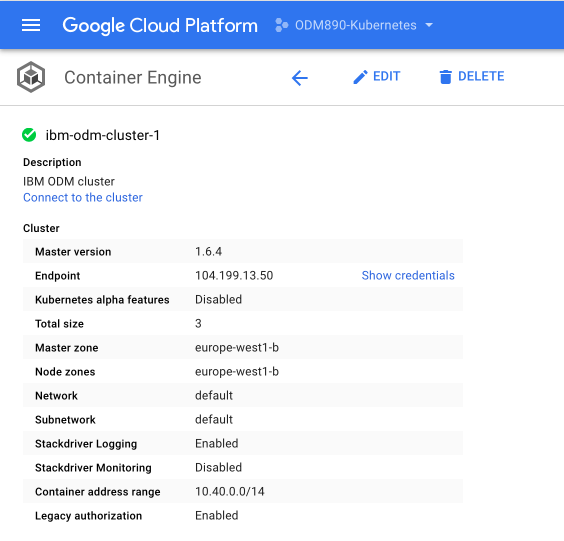 Google Cloud Platform ODM890-Kubernetes
Container Engine EDIT DELETE
ibm-odm-cluster-1
Description
IBM ODM cluster
Connect to the cluster
Cluster
Master version 1.6.4
Endpoint 104.199.13.50 Show credentials
Kubernetes alpha features Disabled
Total size 3
Master zone europe-west1-b
Node zones europe-west1-b
Network default
Subnetwork default
Stackdriver Logging Enabled
Stackdriver Monitoring Disabled
Container address range 10.40.0.0/14
Legacy authorization Enabled